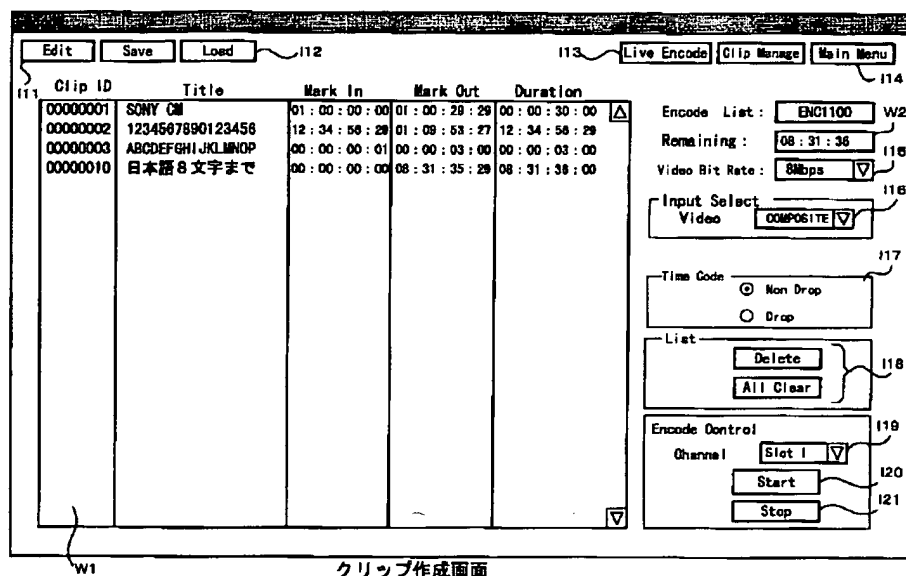 Edit Save Load I12 I13 Live Encode Clip Manage Main Menu
I11 I14
Clip ID Title Mark In Mark Out Duration
00000001 SONY CM 01:00:00:00 01:00:29:29 00:00:30:00
00000002 1234567890123456 12:34:56:29 01:09:53:27 12:34:56:29
00000003 ABCDEFGHIJKLMNOP 00:00:00:01 00:00:03:00 00:00:03:00
00000010 日本語8文字まで 00:00:00:00 08:31:35:29 08:31:36:00
Encode List: ENC1100 W2
Remaining: 08:31:36
Video Bit Rate: 8Mbps I15
Input Select I16
Video COMPOSITE
I17
Time Code
Non Drop
Drop
List
Delete
I18
All Clear
Encode Control I19
Channel Slot 1
Start I20
Stop I21
W1
クリップ作成画面